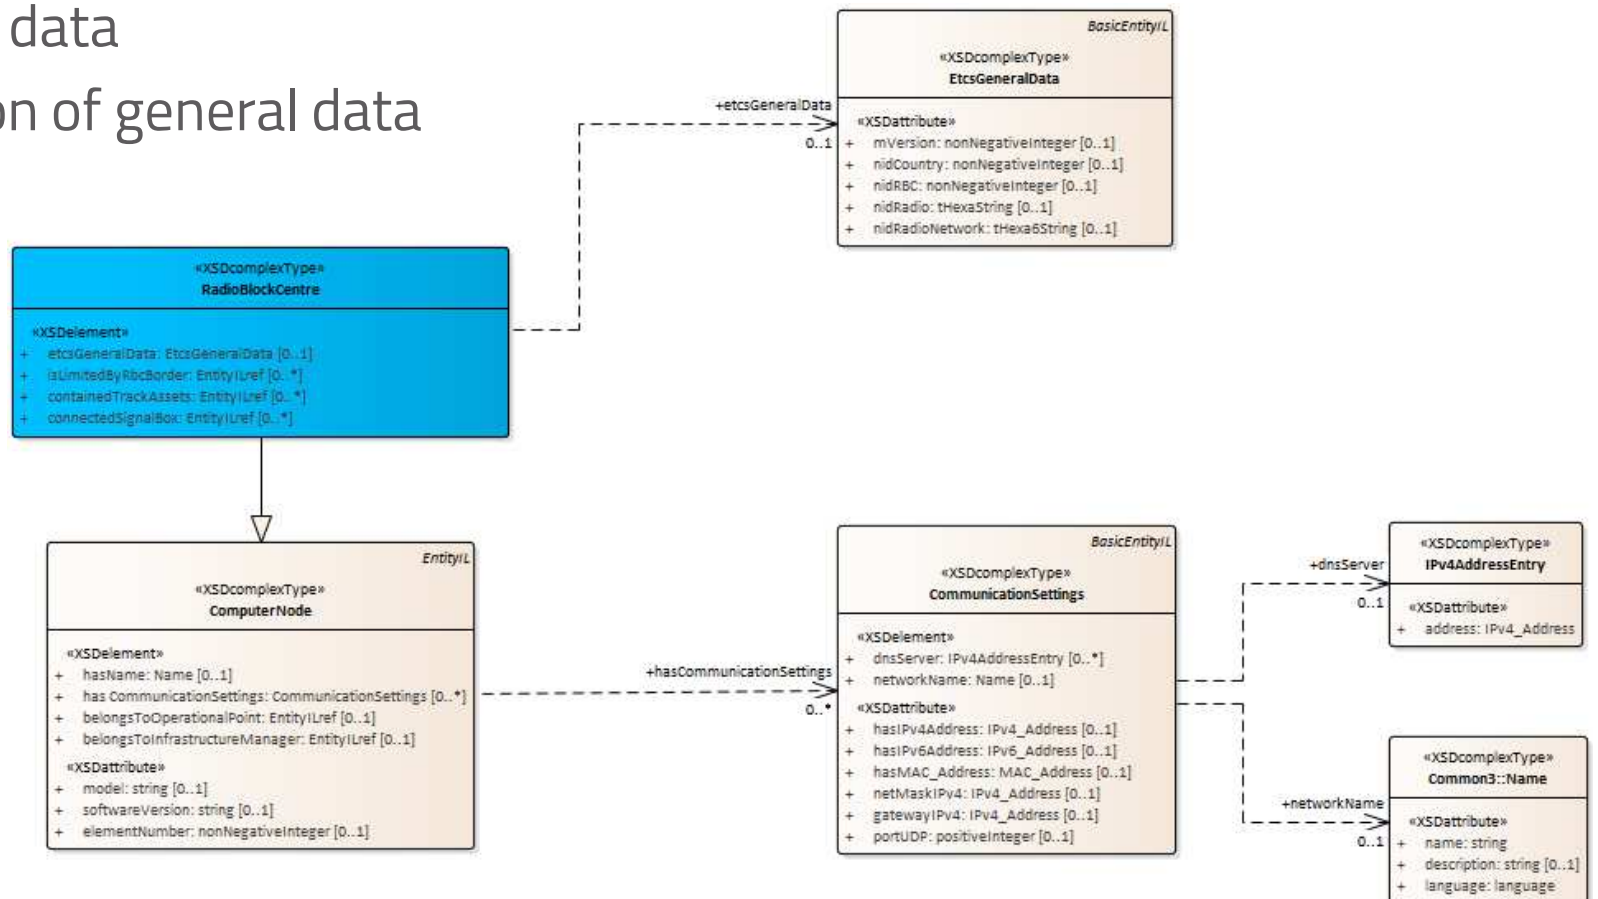 data
on of general data
BasicEntityIL
«XSDcomplexType»
EtcsGeneralData
«XSDattribute»
+ mVersion: nonNegativeInteger [0..1]
+ nidCountry: nonNegativeInteger [0..1]
+ nidRBC: nonNegativeInteger [0..1]
+ nidRadio: tHexaString [0..1]
+ nidRadioNetwork: tHexa6String [0..1]
+etcsGeneralData
0..1
«XSDcomplexType»
RadioBlockCentre
«XSDelement»
+ etcsGeneralData: EtcsGeneralData [0..1]
+ isLimitedByRbcBorder: EntityILref [0..*]
+ containedTrackAssets: EntityILref [0..*]
+ connectedSignalBox: EntityILref [0..*]
EntityIL
«XSDcomplexType»
ComputerNode
«XSDelement»
+ hasName: Name [0..1]
+ has CommunicationSettings: CommunicationSettings [0..*]
+ belongsToOperationalPoint: EntityILref [0..1]
+ belongsToInfrastructureManager: EntityILref [0..1]
«XSDattribute»
+ model: string [0..1]
+ softwareVersion: string [0..1]
+ elementNumber: nonNegativeInteger [0..1]
+hasCommunicationSettings
0..*
BasicEntityIL
«XSDcomplexType»
CommunicationSettings
«XSDelement»
+ dnsServer: IPv4AddressEntry [0..*]
+ networkName: Name [0..1]
«XSDattribute»
+ hasIPv4Address: IPv4_Address [0..1]
+ hasIPv6Address: IPv6_Address [0..1]
+ hasMAC_Address: MAC_Address [0..1]
+ netMaskIPv4: IPv4_Address [0..1]
+ gatewayIPv4: IPv4_Address [0..1]
+ portUDP: positiveInteger [0..1]
+dnsServer
0..1
«XSDcomplexType»
IPv4AddressEntry
«XSDattribute»
+ address: IPv4_Address
+networkName
0..1
«XSDcomplexType»
Common3::Name
«XSDattribute»
+ name: string
+ description: string [0..1]
+ language: language